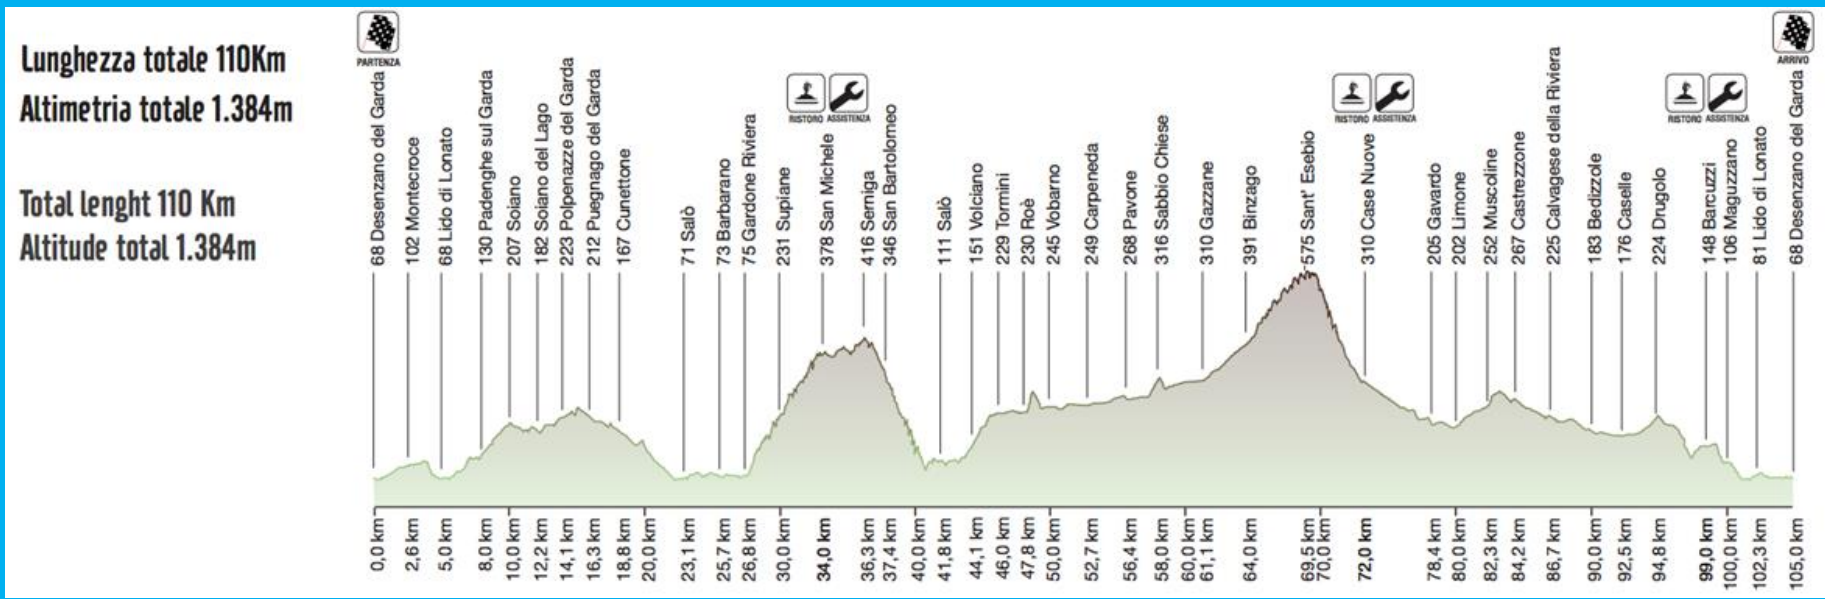 Lunghezza totale 110Km
Altimetria totale 1.384m
Total lenght 110 Km
Altitude total 1.384m
PARTENZA
RISTORO ASSISTENZA
RISTORO ASSISTENZA
RISTORO ASSISTENZA
ARRIVO
68 Desenzano del Garda
102 Montecroce
68 Lido di Lonato
130 Padenghe sul Garda
207 Soiano
182 Soiano del Lago
223 Polpenazze del Garda
212 Puegnago del Garda
167 Cunettone
71 Salò
73 Barbarano
75 Gardone Riviera
231 Supiane
378 San Michele
416 Serniga
346 San Bartolomeo
111 Salò
151 Volciano
229 Tormini
230 Roè
245 Vobarno
249 Carpeneda
268 Pavone
316 Sabbio Chiese
310 Gazzane
391 Binzago
575 Sant' Esebio
310 Case Nuove
205 Gavardo
202 Limone
252 Muscoline
267 Castrezzone
225 Calvagese della Riviera
183 Bedizzole
176 Caselle
224 Drugolo
148 Barcuzzi
106 Maguzzano
81 Lido di Lonato
68 Desenzano del Garda
0,0 km
2,6 km
5,0 km
8,0 km
10,0 km
12,2 km
14,1 km
16,3 km
18,8 km
20,0 km
23,1 km
25,7 km
26,8 km
30,0 km
34,0 km
36,3 km
37,4 km
40,0 km
41,8 km
44,1 km
46,0 km
47,8 km
50,0 km
52,7 km
56,4 km
58,0 km
60,0 km
61,1 km
64,0 km
69,5 km
70,0 km
72,0 km
78,4 km
80,0 km
82,3 km
84,2 km
86,7 km
90,0 km
92,5 km
94,8 km
99,0 km
100,0 km
102,3 km
105,0 km